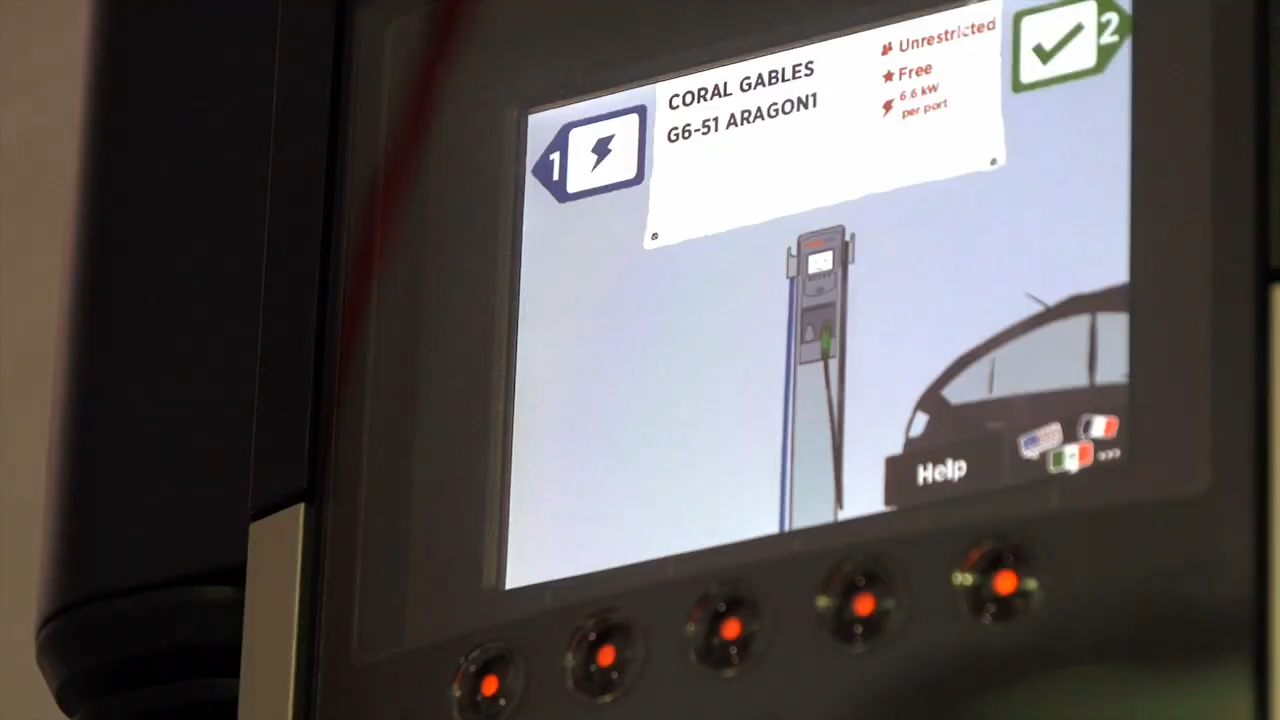 1
CORAL GABLES
G6-51 ARAGON1
Unrestricted
Free
6.6 kW
per port
2
Help